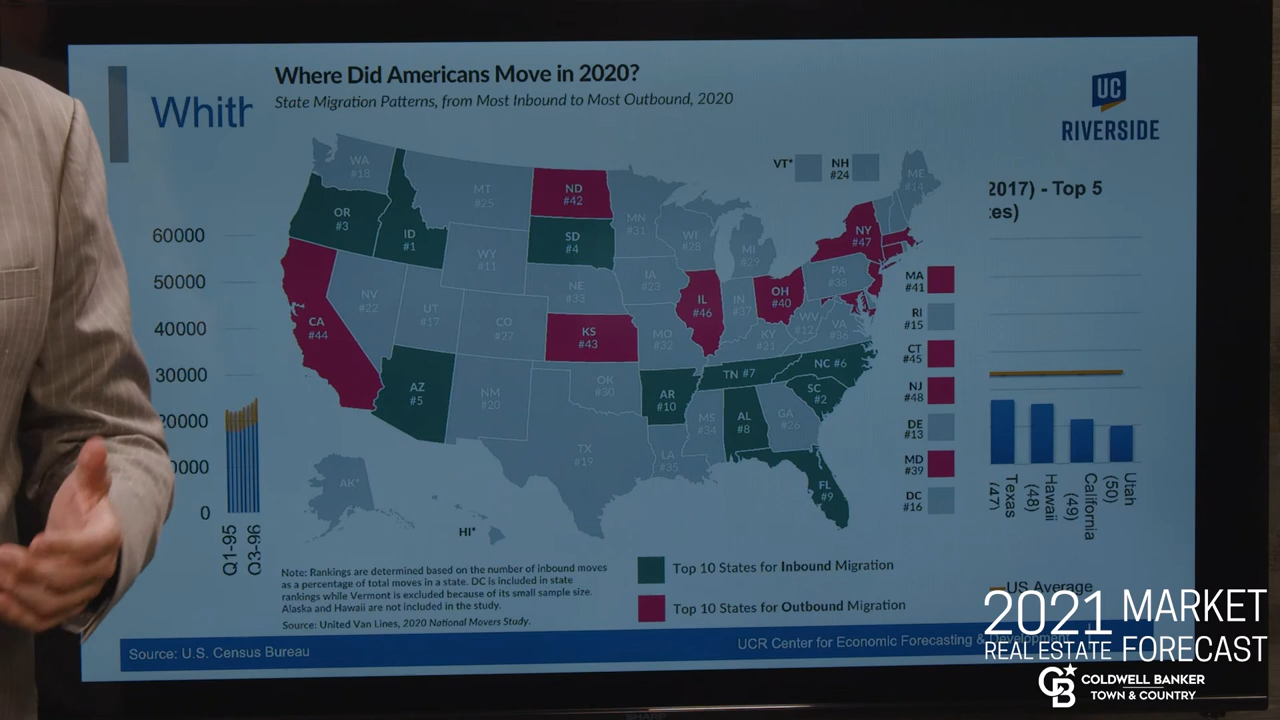 Where Did Americans Move in 2020?
State Migration Patterns, from Most Inbound to Most Outbound, 2020
Whith
UC
RIVERSIDE
2017) - Top 5
es)
WA
#18
OR
#3
ID
#1
MT
#25
WY
#11
ND
#42
SD
#4
MN
#31
WI
#28
MI
#29
VT*
NH
#24
ME
#14
NY
#47
CA
#44
NV
#22
UT
#17
CO
#27
NE
#33
KS
#43
IA
#23
IL
#46
IN
#37
OH
#40
PA
#38
WV
#12
VA
#36
KY
#21
MO
#32
AZ
#5
NM
#20
OK
#30
TX
#19
AR
#10
LA
#35
MS
#34
AL
#8
TN #7
NC #6
SC
#2
GA
#26
FL
#9
AK*
HI*
MA
#41
RI
#15
CT
#45
NJ
#48
DE
#13
MD
#39
DC
#16
60000
50000
40000
30000
20000
0000
0
Q1-95
Q3-96
Texas
(47)
Hawaii
(48)
California
(49)
Utah
(50)
US Average
Note: Rankings are determined based on the number of inbound moves
as a percentage of total moves in a state. DC is included in state
rankings while Vermont is excluded because of its small sample size.
Alaska and Hawaii are not included in the study.
Source: United Van Lines, 2020 National Movers Study.
Top 10 States for Inbound Migration
Top 10 States for Outbound Migration
Source: U.S. Census Bureau
UCR Center for Economic Forecasting & Development
2021 MARKET
REAL ESTATE FORECAST
CB
COLDWELL BANKER
TOWN & COUNTRY
SHARP